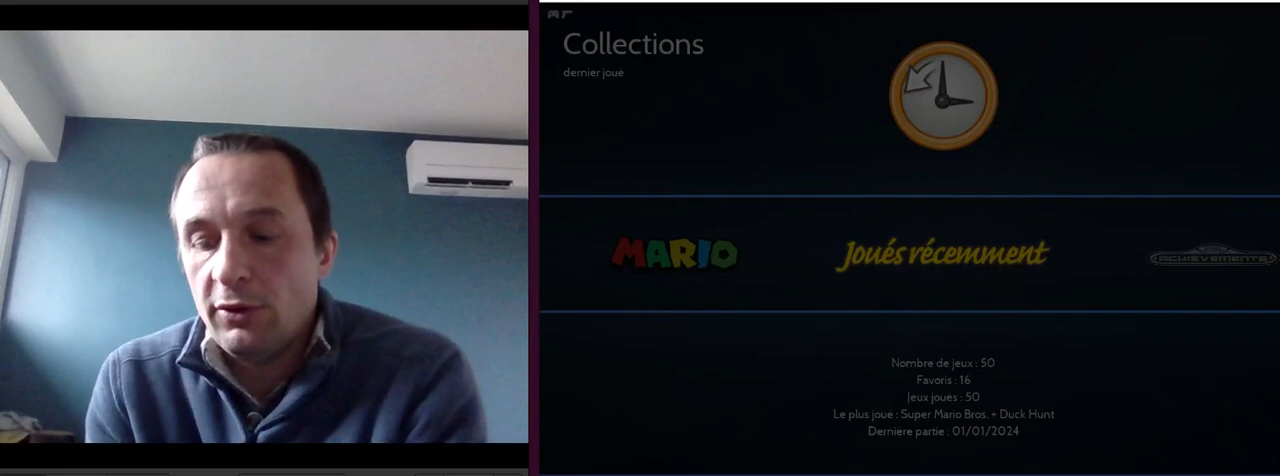 Collections
dernier joue
MARIO
Joués récemment
ACHIEVEMENTS
Nombre de jeux : 50
Favoris : 16
Jeux joues : 50
Le plus joue : Super Mario Bros. + Duck Hunt
Derniere partie : 01/01/2024